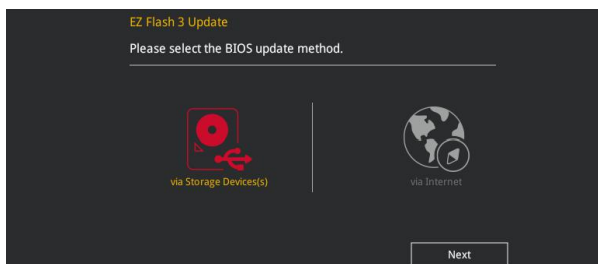 EZ Flash 3 Update
Please select the BIOS update method.
via Storage Devices(s)
via Internet
Next